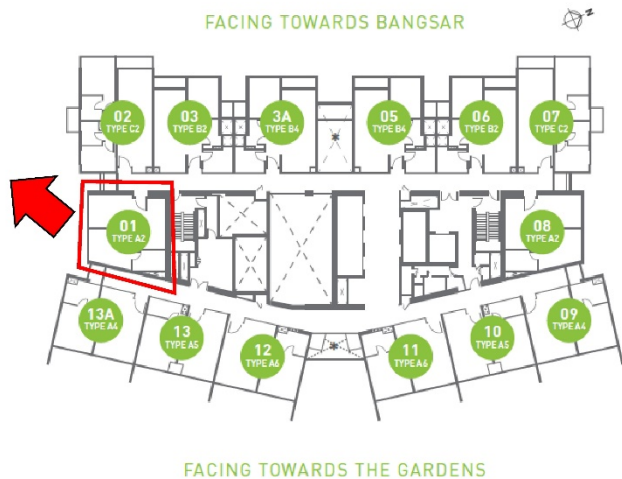 FACING TOWARDS BANGSAR
N
02
TYPE C2
03
TYPE B2
3A
TYPE B4
05
TYPE B4
06
TYPE B2
07
TYPE C2
01
TYPE A2
08
TYPE A2
13A
TYPE A4
13
TYPE A5
12
TYPE A6
11
TYPE A6
10
TYPE A5
09
TYPE A4
FACING TOWARDS THE GARDENS